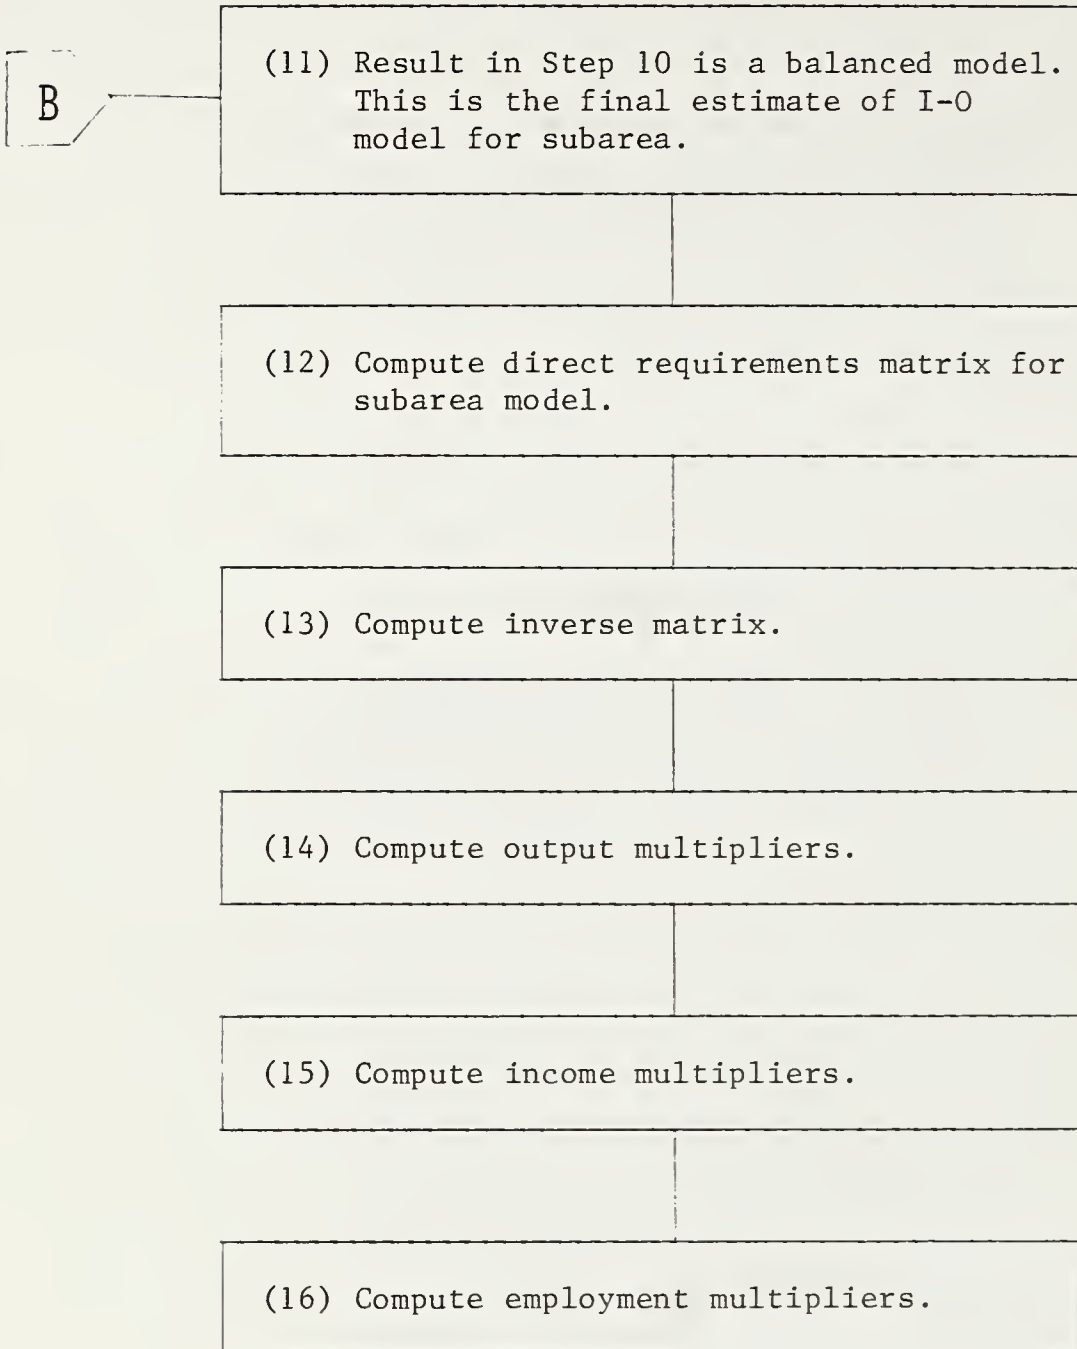 B
(11) Result in Step 10 is a balanced model.
This is the final estimate of I-O
model for subarea.
(12) Compute direct requirements matrix for
subarea model.
(13) Compute inverse matrix.
(14) Compute output multipliers.
(15) Compute income multipliers.
(16) Compute employment multipliers.